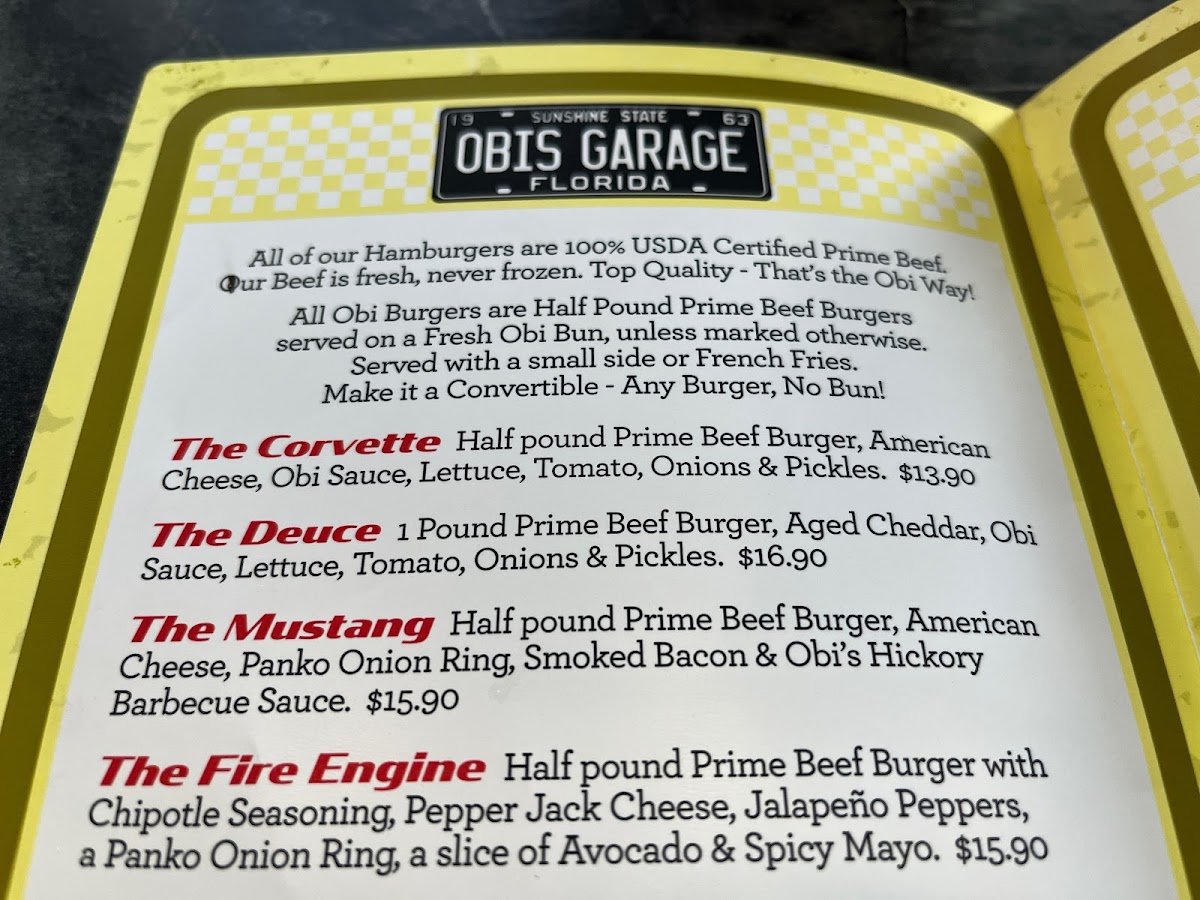 19 SUNSHINE STATE 63
OBIS GARAGE
FLORIDA
All of our Hamburgers are 100% USDA Certified Prime Beef.
Our Beef is fresh, never frozen. Top Quality - That's the Obi Way!
All Obi Burgers are Half Pound Prime Beef Burgers
served on a Fresh Obi Bun, unless marked otherwise.
Served with a small side or French Fries.
Make it a Convertible - Any Burger, No Bun!
The Corvette Half pound Prime Beef Burger, American
Cheese, Obi Sauce, Lettuce, Tomato, Onions & Pickles. $13.90
The Deuce 1 Pound Prime Beef Burger, Aged Cheddar, Obi
Sauce, Lettuce, Tomato, Onions & Pickles. $16.90
The Mustang Half pound Prime Beef Burger, American
Cheese, Panko Onion Ring, Smoked Bacon & Obi's Hickory
Barbecue Sauce. $15.90
The Fire Engine Half pound Prime Beef Burger with
Chipotle Seasoning, Pepper Jack Cheese, Jalapeño Peppers,
a Panko Onion Ring, a slice of Avocado & Spicy Mayo. $15.90